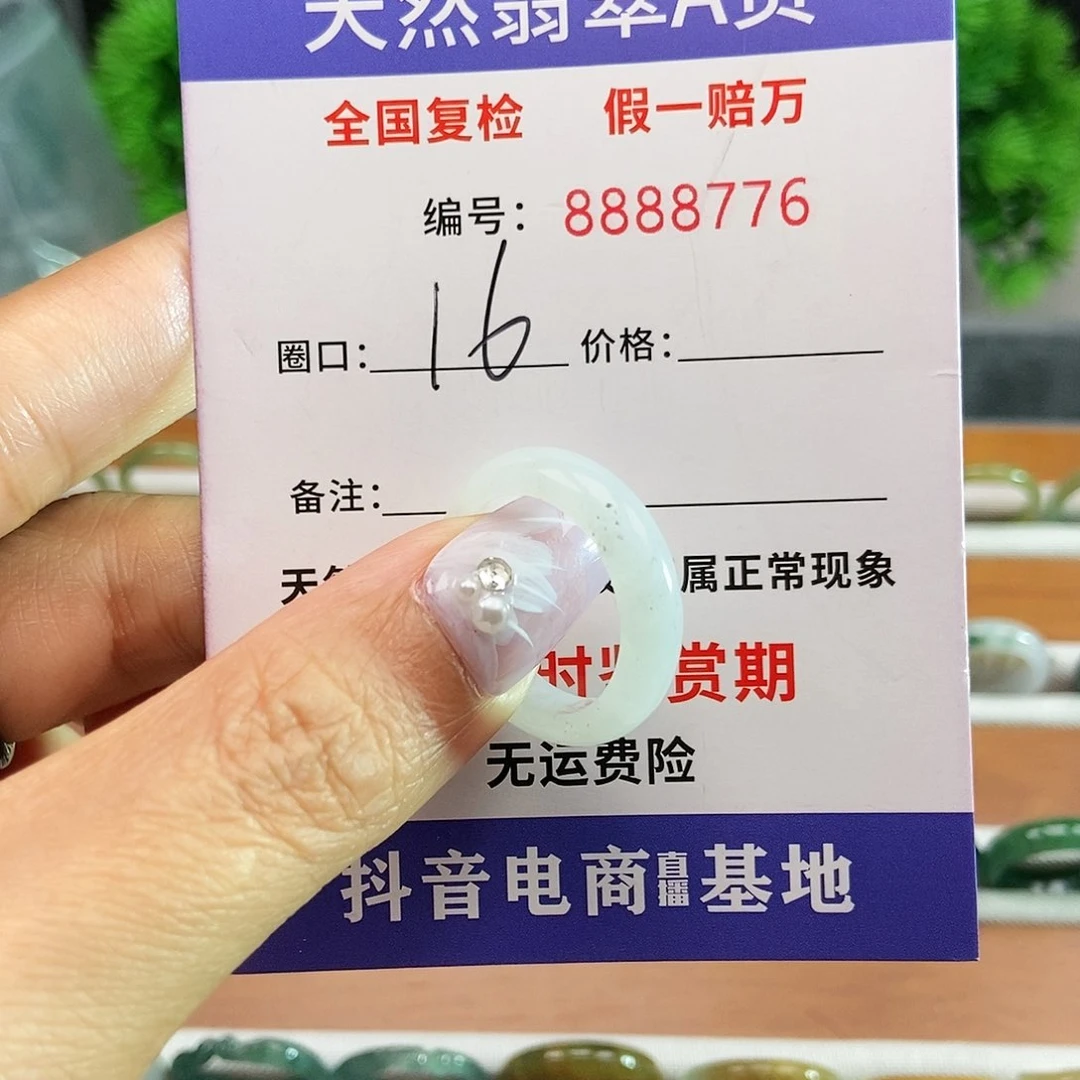 天然翡翠A货
全国复检 假一赔万
编号：8888776
圈口：16 价格：
备注：
天 属正常现象
时 赏期
无运费险
抖音电商直播基地